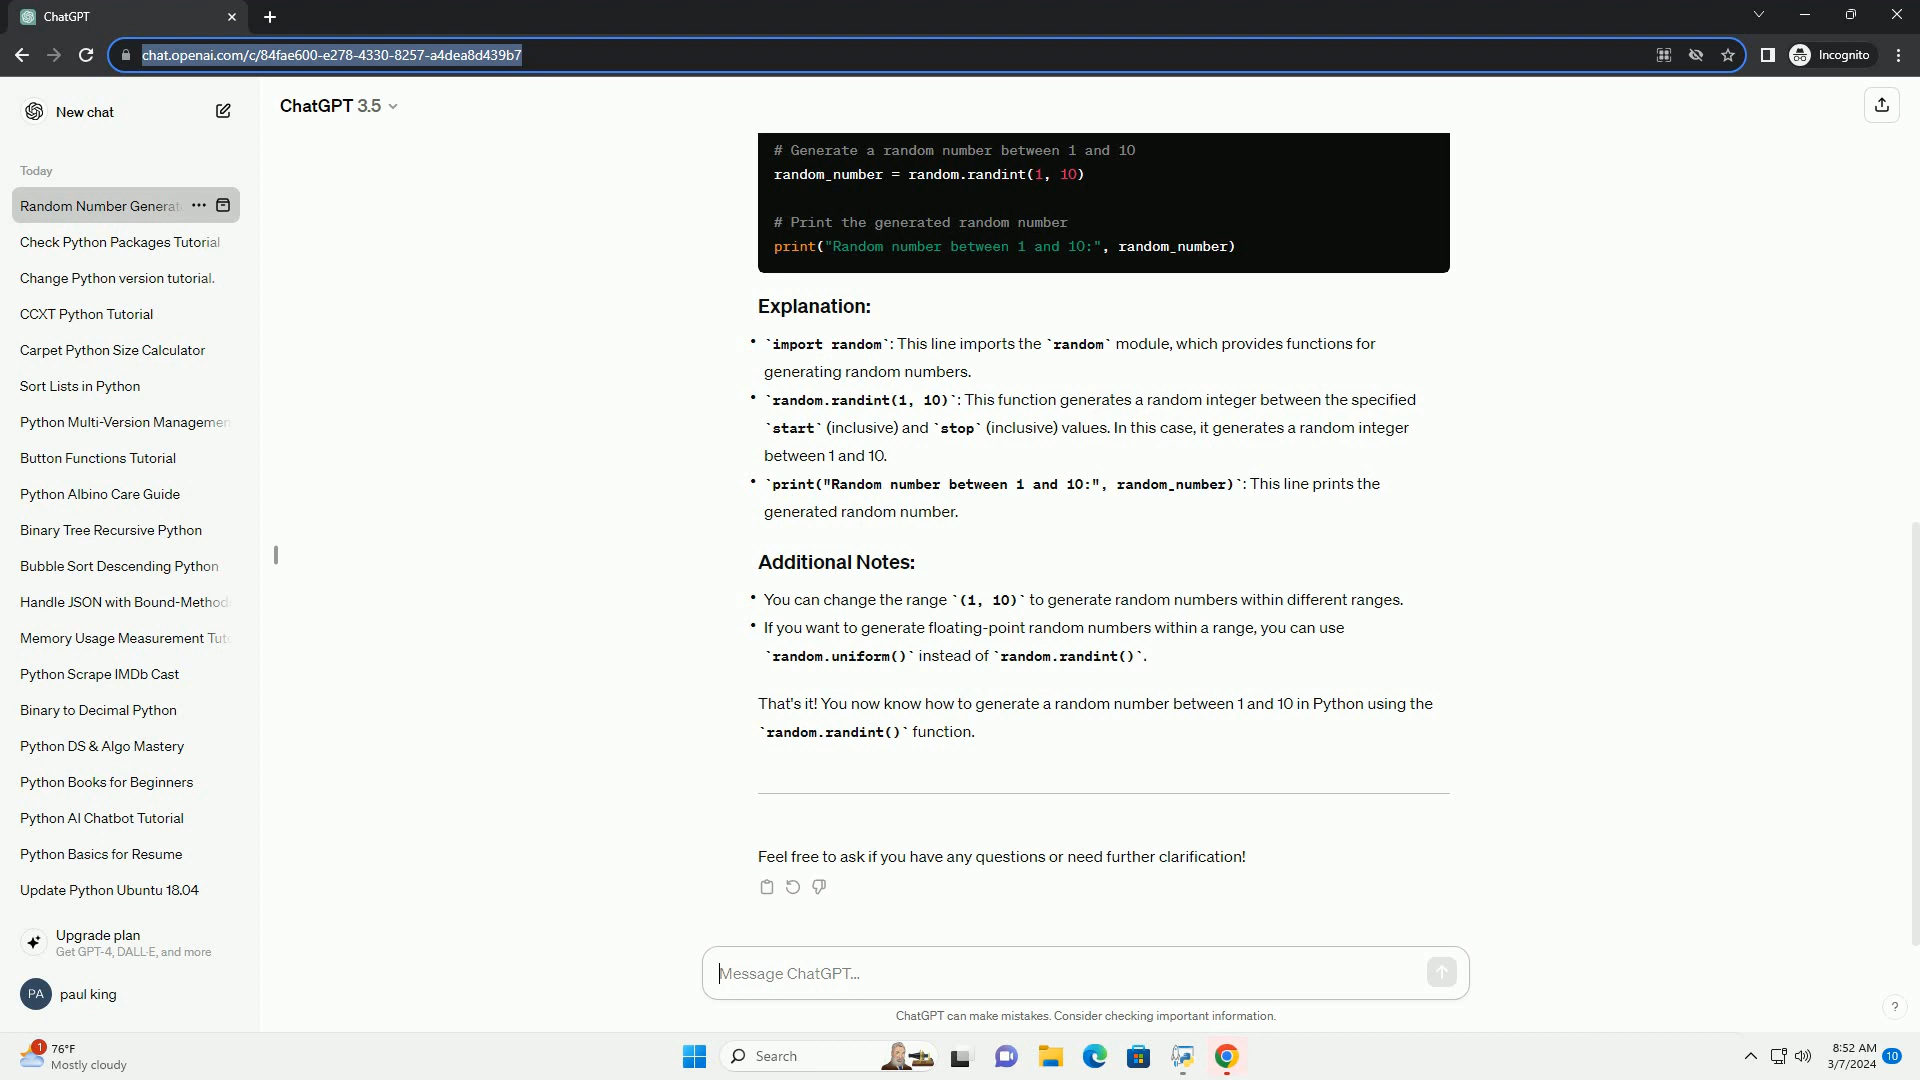 ChatGPT
chat.openai.com/c/84fae600-e278-4330-8257-a4dea8d439b7
Incognito
New chat
ChatGPT 3.5
Today
Random Number Generat
Check Python Packages Tutorial
Change Python version tutorial.
CCXT Python Tutorial
Carpet Python Size Calculator
Sort Lists in Python
Python Multi-Version Managemen
Button Functions Tutorial
Python Albino Care Guide
Binary Tree Recursive Python
Bubble Sort Descending Python
Handle JSON with Bound-Method
Memory Usage Measurement Tut
Python Scrape IMDb Cast
Binary to Decimal Python
Python DS & Algo Mastery
Python Books for Beginners
Python AI Chatbot Tutorial
Python Basics for Resume
Update Python Ubuntu 18.04
Upgrade plan
Get GPT-4, DALL·E, and more
PA paul king
# Generate a random number between 1 and 10
random_number = random.randint(1, 10)
# Print the generated random number
print("Random number between 1 and 10:", random_number)
Explanation:
• `import random`: This line imports the `random` module, which provides functions for
generating random numbers.
• `random.randint(1, 10)`: This function generates a random integer between the specified
`start` (inclusive) and `stop` (inclusive) values. In this case, it generates a random integer
between 1 and 10.
• `print("Random number between 1 and 10:", random_number)`: This line prints the
generated random number.
Additional Notes:
• You can change the range `(1, 10)` to generate random numbers within different ranges.
• If you want to generate floating-point random numbers within a range, you can use
`random.uniform()` instead of `random.randint()`.
That's it! You now know how to generate a random number between 1 and 10 in Python using the
`random.randint()` function.
Feel free to ask if you have any questions or need further clarification!
Message ChatGPT...
ChatGPT can make mistakes. Consider checking important information.
?
1
76°F
Mostly cloudy
Search
8:52 AM
3/7/2024
10